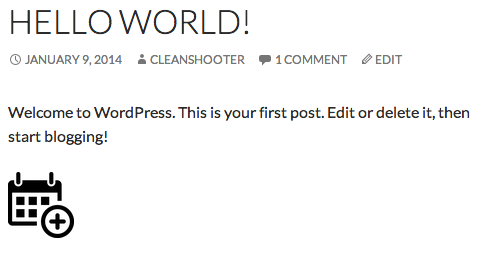 HELLO WORLD!
JANUARY 9, 2014 CLEANSHOOTER 1 COMMENT EDIT
Welcome to WordPress. This is your first post. Edit or delete it, then
start blogging!